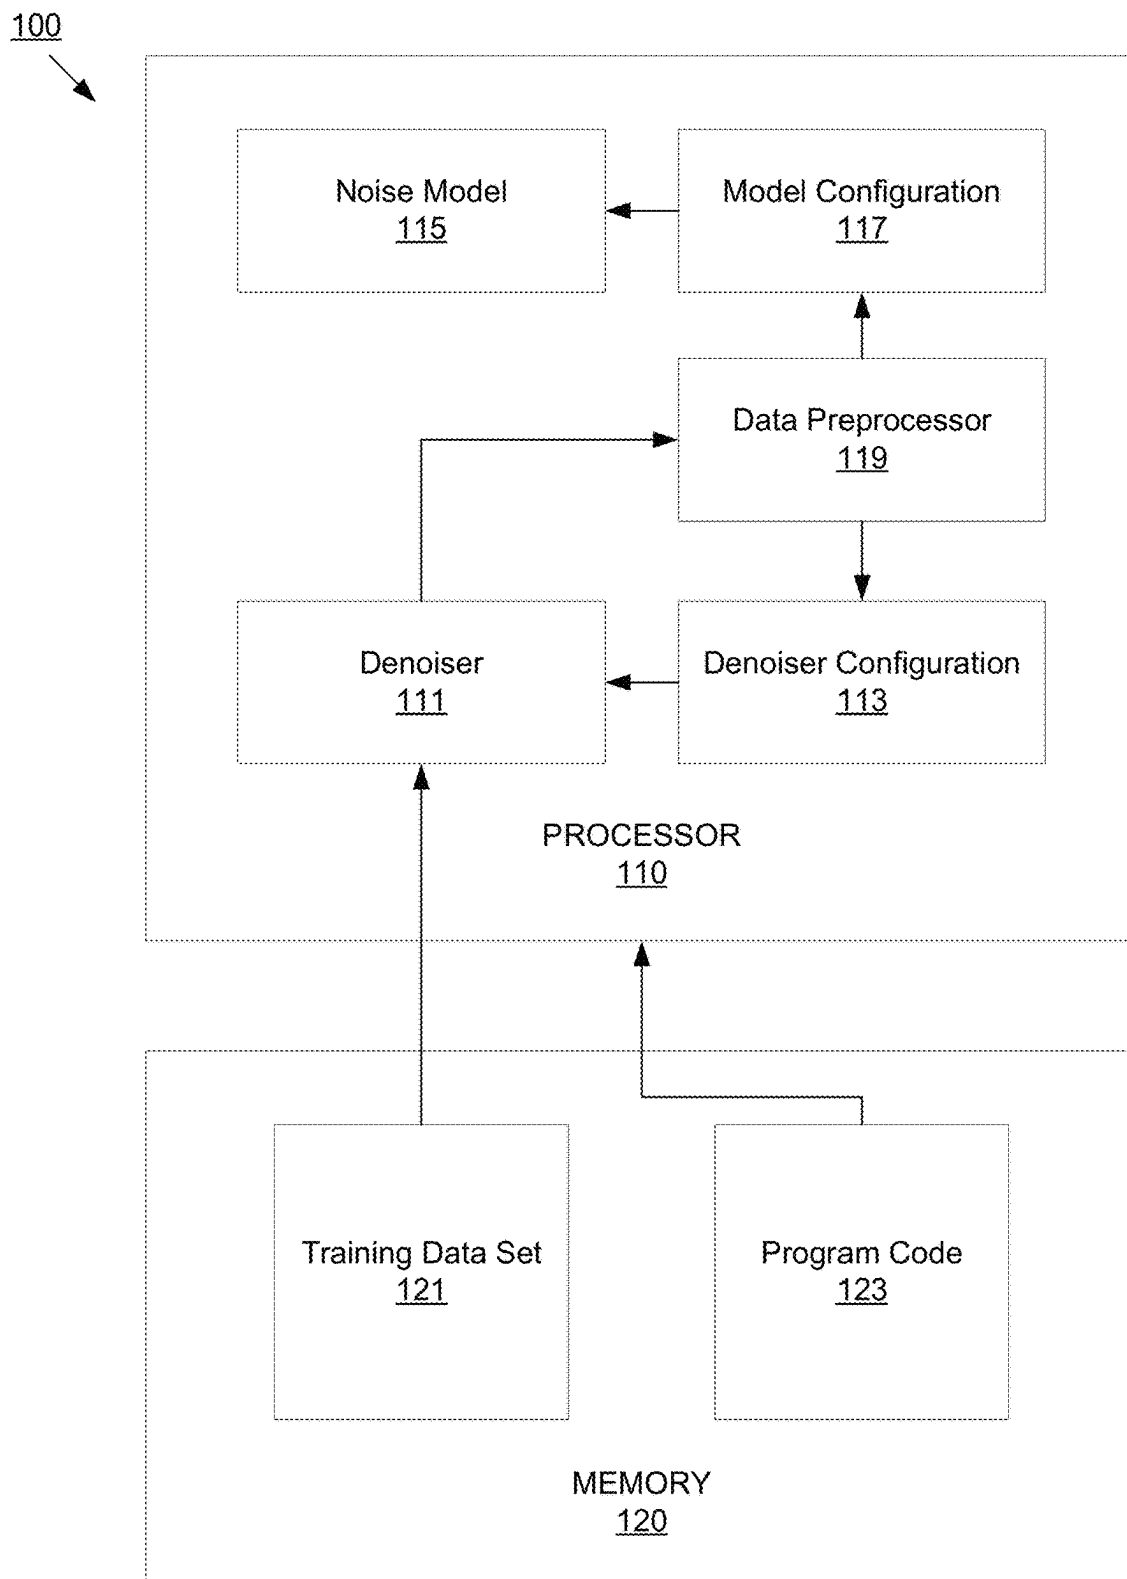 100
Noise Model
115
Model Configuration
117
Data Preprocessor
119
Denoiser
111
Denoiser Configuration
113
PROCESSOR
110
Training Data Set
121
Program Code
123
MEMORY
120